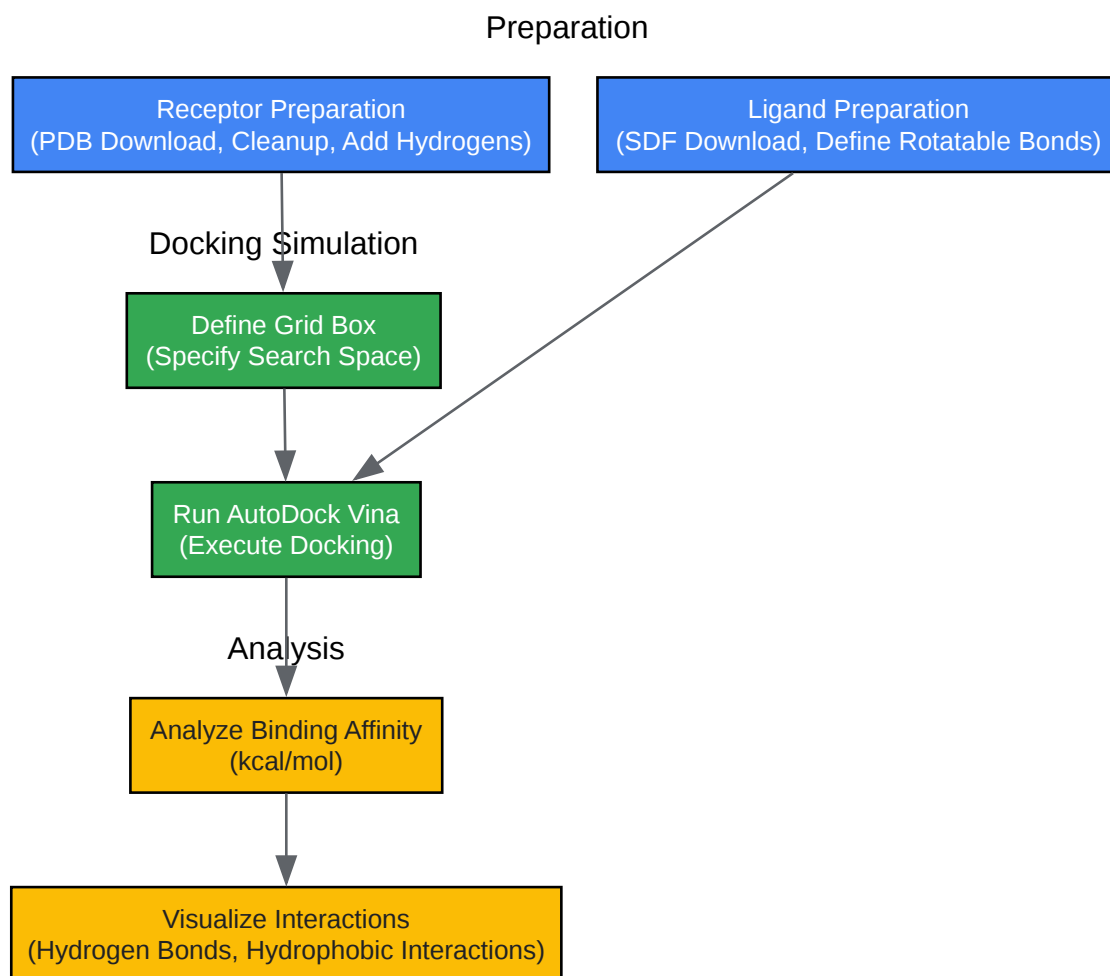 Preparation
Receptor Preparation
(PDB Download, Cleanup, Add Hydrogens)
Ligand Preparation
(SDF Download, Define Rotatable Bonds)
Docking Simulation
Define Grid Box
(Specify Search Space)
Run AutoDock Vina
(Execute Docking)
Analysis
Analyze Binding Affinity
(kcal/mol)
Visualize Interactions
(Hydrogen Bonds, Hydrophobic Interactions)